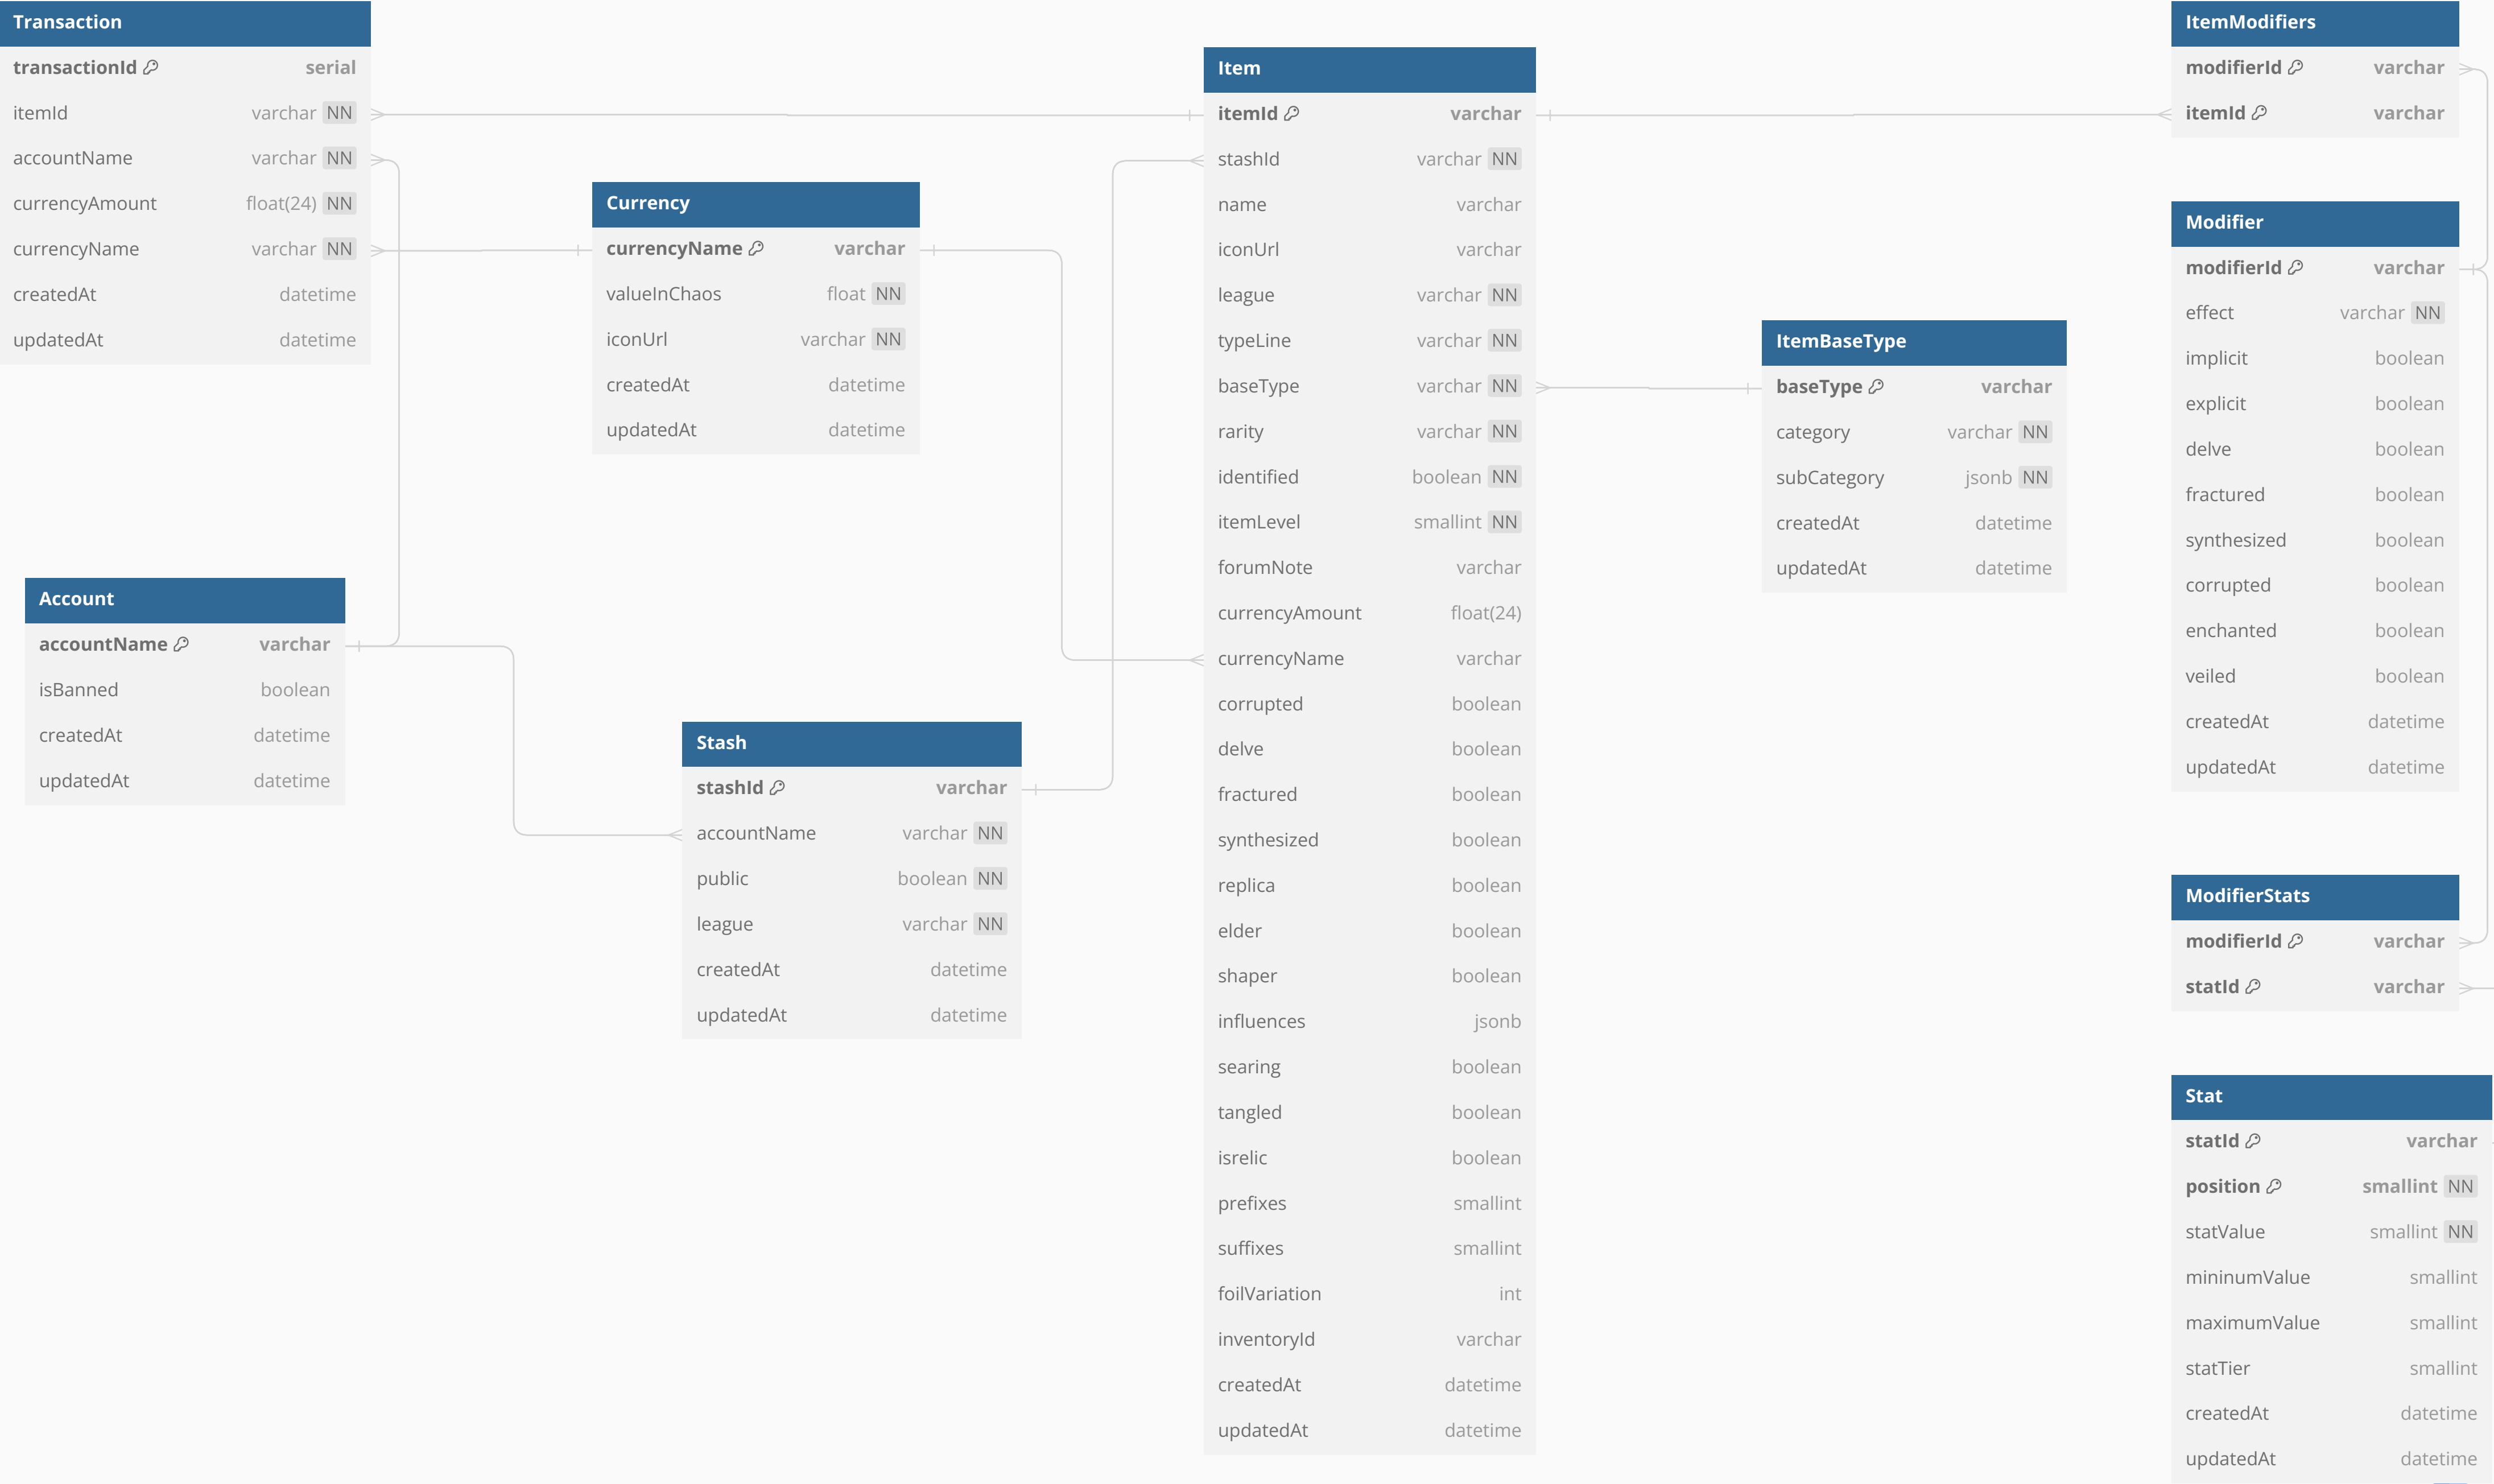 Transaction
transactionId serial
itemId varchar NN
accountName varchar NN
currencyAmount float(24) NN
currencyName varchar NN
createdAt datetime
updatedAt datetime
Account
accountName varchar
isBanned boolean
createdAt datetime
updatedAt datetime
Currency
currencyName varchar
valueInChaos float NN
iconUrl varchar NN
createdAt datetime
updatedAt datetime
Stash
stashId varchar
accountName varchar NN
public boolean NN
league varchar NN
createdAt datetime
updatedAt datetime
Item
itemId varchar
stashId varchar NN
name varchar
iconUrl varchar
league varchar NN
typeLine varchar NN
baseType varchar NN
rarity varchar NN
identified boolean NN
itemLevel smallint NN
forumNote varchar
currencyAmount float(24)
currencyName varchar
corrupted boolean
delve boolean
fractured boolean
synthesized boolean
replica boolean
elder boolean
shaper boolean
influences jsonb
searing boolean
tangled boolean
isrelic boolean
prefixes smallint
suffixes smallint
foilVariation int
inventoryId varchar
createdAt datetime
updatedAt datetime
ItemBaseType
baseType varchar
category varchar NN
subCategory jsonb NN
createdAt datetime
updatedAt datetime
ItemModifiers
modifierId varchar
itemId varchar
Modifier
modifierId varchar
effect varchar NN
implicit boolean
explicit boolean
delve boolean
fractured boolean
synthesized boolean
corrupted boolean
enchanted boolean
veiled boolean
createdAt datetime
updatedAt datetime
ModifierStats
modifierId varchar
statId varchar
Stat
statId varchar
position smallint NN
statValue smallint NN
mininumValue smallint
maximumValue smallint
statTier smallint
createdAt datetime
updatedAt datetime